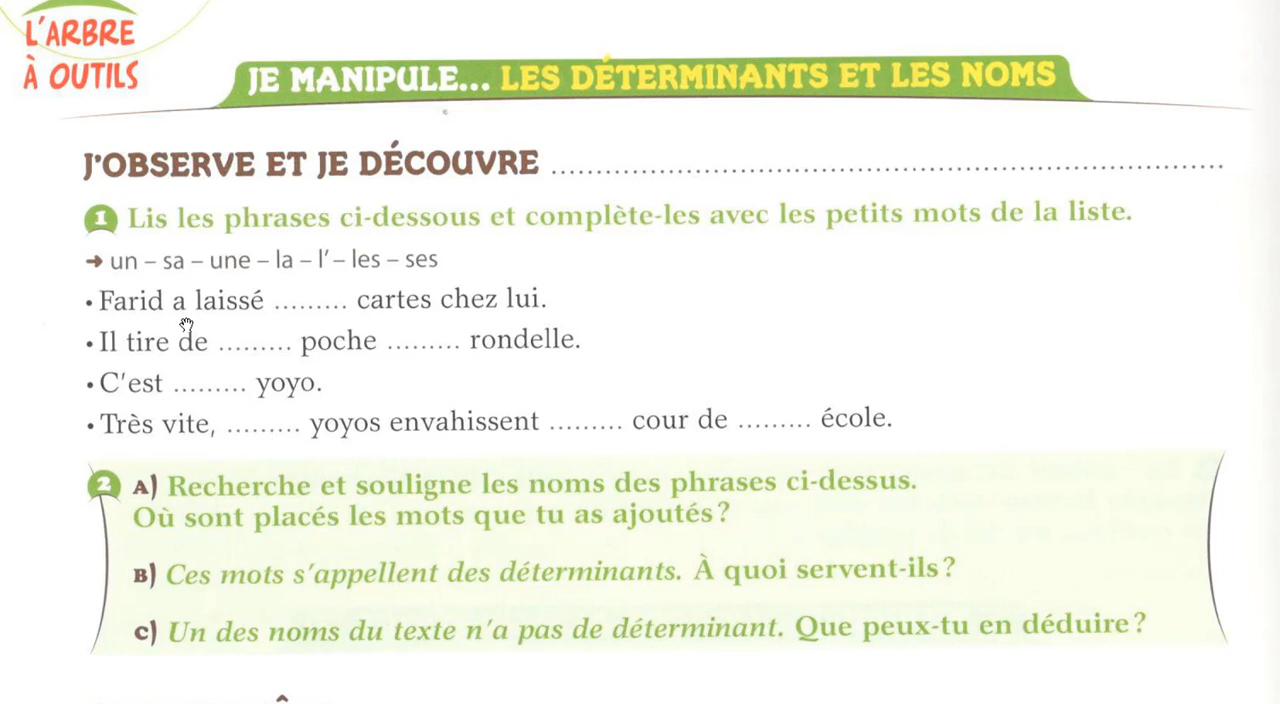 L'ARBRE
À OUTILS
JE MANIPULE... LES DÉTERMINANTS ET LES NOMS
J'OBSERVE ET JE DÉCOUVRE ..............................
1 Lis les phrases ci-dessous et complète-les avec les petits mots de la liste.
➜ un – sa – une – la – l' – les – ses
• Farid a laissé ......... cartes chez lui.
• Il tire de ......... poche ......... rondelle.
• C'est ......... yoyo.
• Très vite, ......... yoyos envahissent ......... cour de ......... école.
2 A) Recherche et souligne les noms des phrases ci-dessus.
Où sont placés les mots que tu as ajoutés ?
B) Ces mots s'appellent des déterminants. À quoi servent-ils ?
C) Un des noms du texte n'a pas de déterminant. Que peux-tu en déduire ?